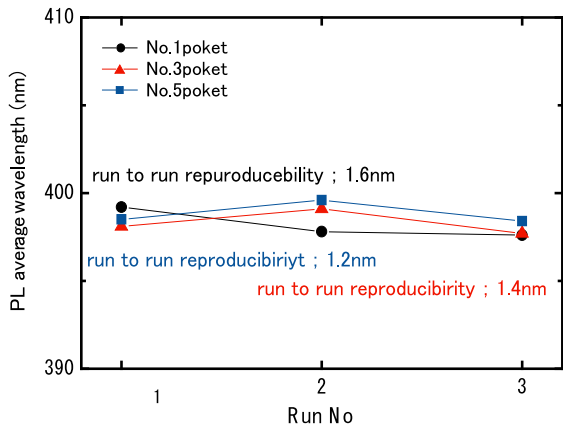 410
No.1poket
No.3poket
No.5poket
PL average wavelength (nm)
run to run repuroducebility ; 1.6nm
400
run to run reproducibiriyt ; 1.2nm
run to run reproducibirity ; 1.4nm
390
1
2
3
Run No